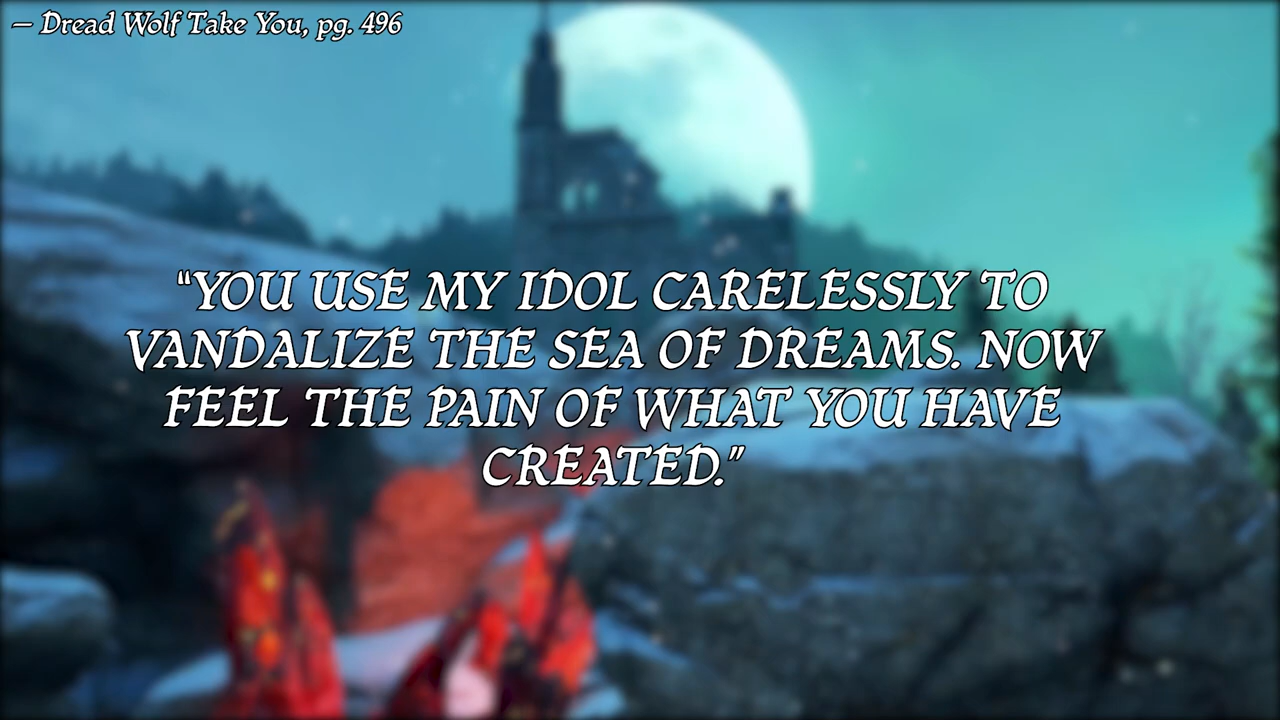 — Dread Wolf Take You, pg. 496
“YOU USE MY IDOL CARELESSLY TO
VANDALIZE THE SEA OF DREAMS. NOW
FEEL THE PAIN OF WHAT YOU HAVE
CREATED.”